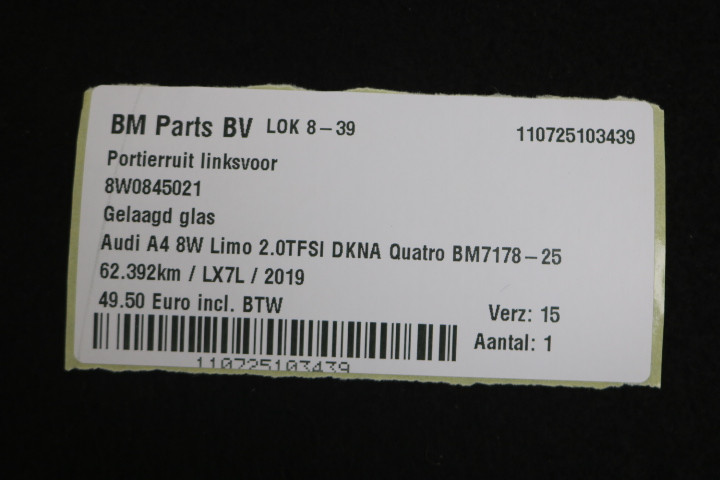 BM Parts BV LOK 8-39 110725103439
Portierruit linksvoor
8W0845021
Gelaagd glas
Audi A4 8W Limo 2.0TFSI DKNA Quatro BM7178-25
62.392km / LX7L / 2019
49.50 Euro incl. BTW
Verz: 15
Aantal: 1
110725103439